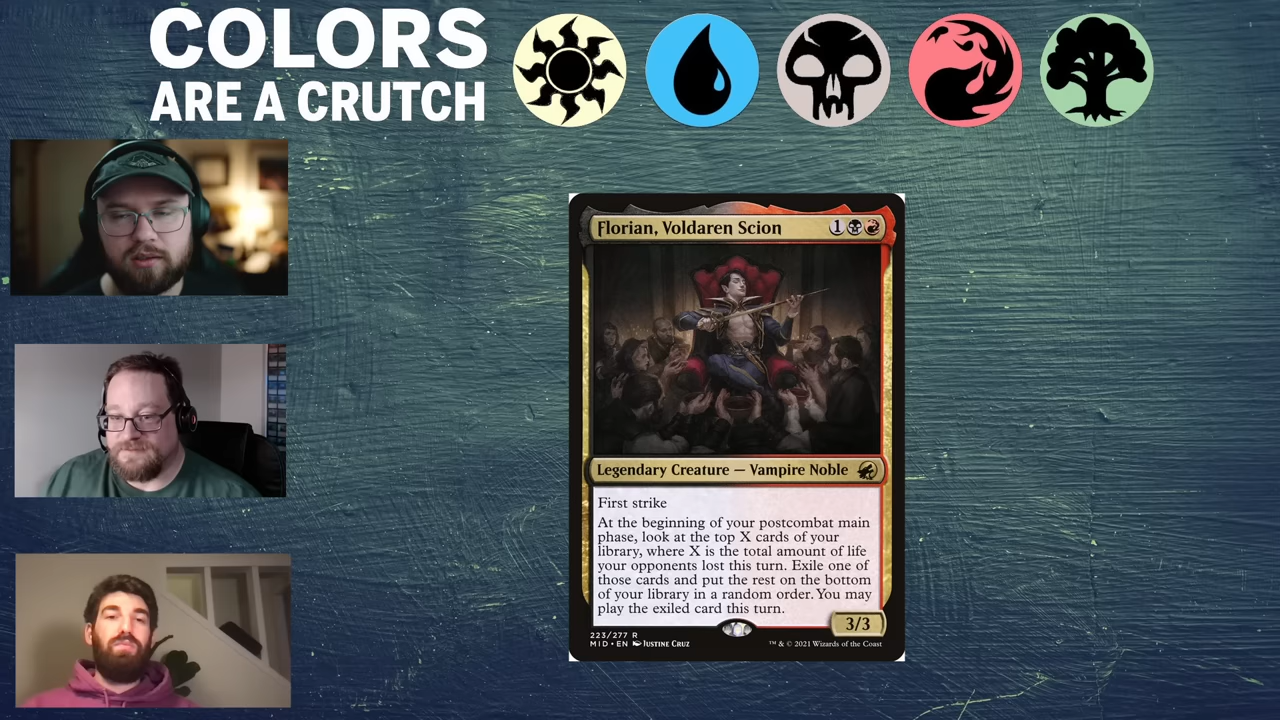 COLORS
ARE A CRUTCH
Florian, Voldaren Scion 1
Legendary Creature — Vampire Noble
First strike
At the beginning of your postcombat main
phase, look at the top X cards of your
library, where X is the total amount of life
your opponents lost this turn. Exile one of
those cards and put the rest on the bottom
of your library in a random order. You may
play the exiled card this turn.
3/3
223/277 R
MID • EN Justine Cruz
™ & © 2021 Wizards of the Coast